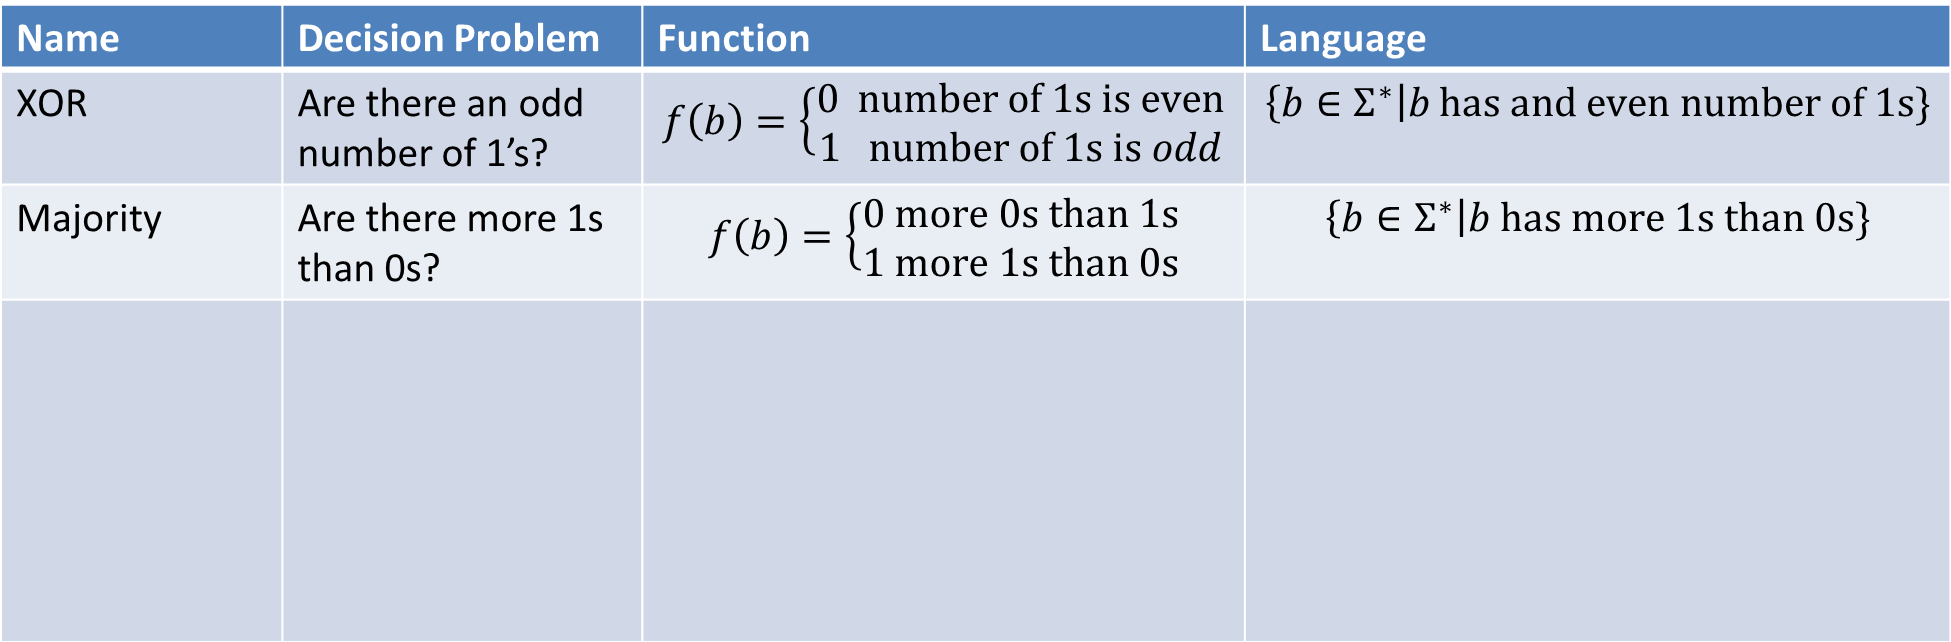 Name Decision Problem Function Language
XOR
Are there an odd
number of 1's?
f(b) = {0 number of 1s is even
1 number of 1s is odd
{b ∈ Σ*|b has and even number of 1s}
Majority
Are there more 1s
than 0s?
f(b) = {0 more 0s than 1s
1 more 1s than 0s
{b ∈ Σ*|b has more 1s than 0s}